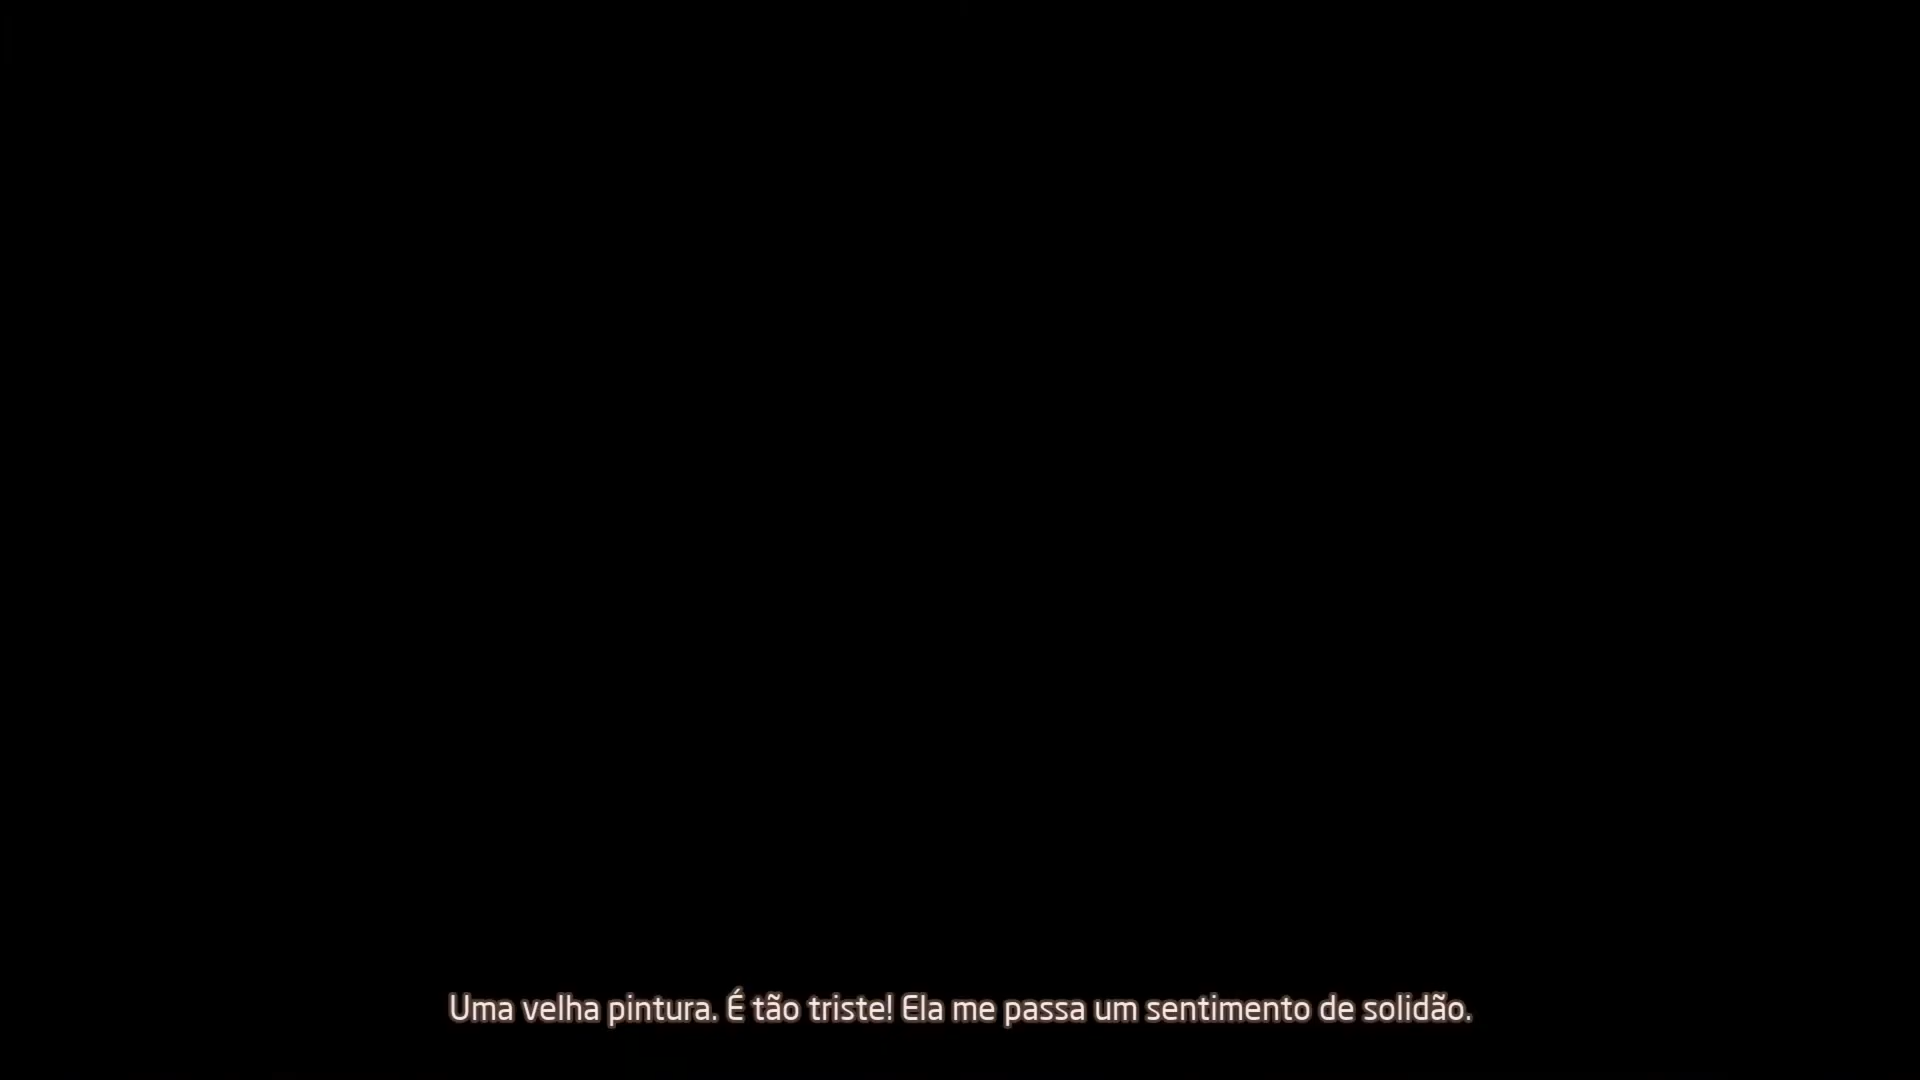 Uma velha pintura. É tão triste! Ela me passa um sentimento de solidão.